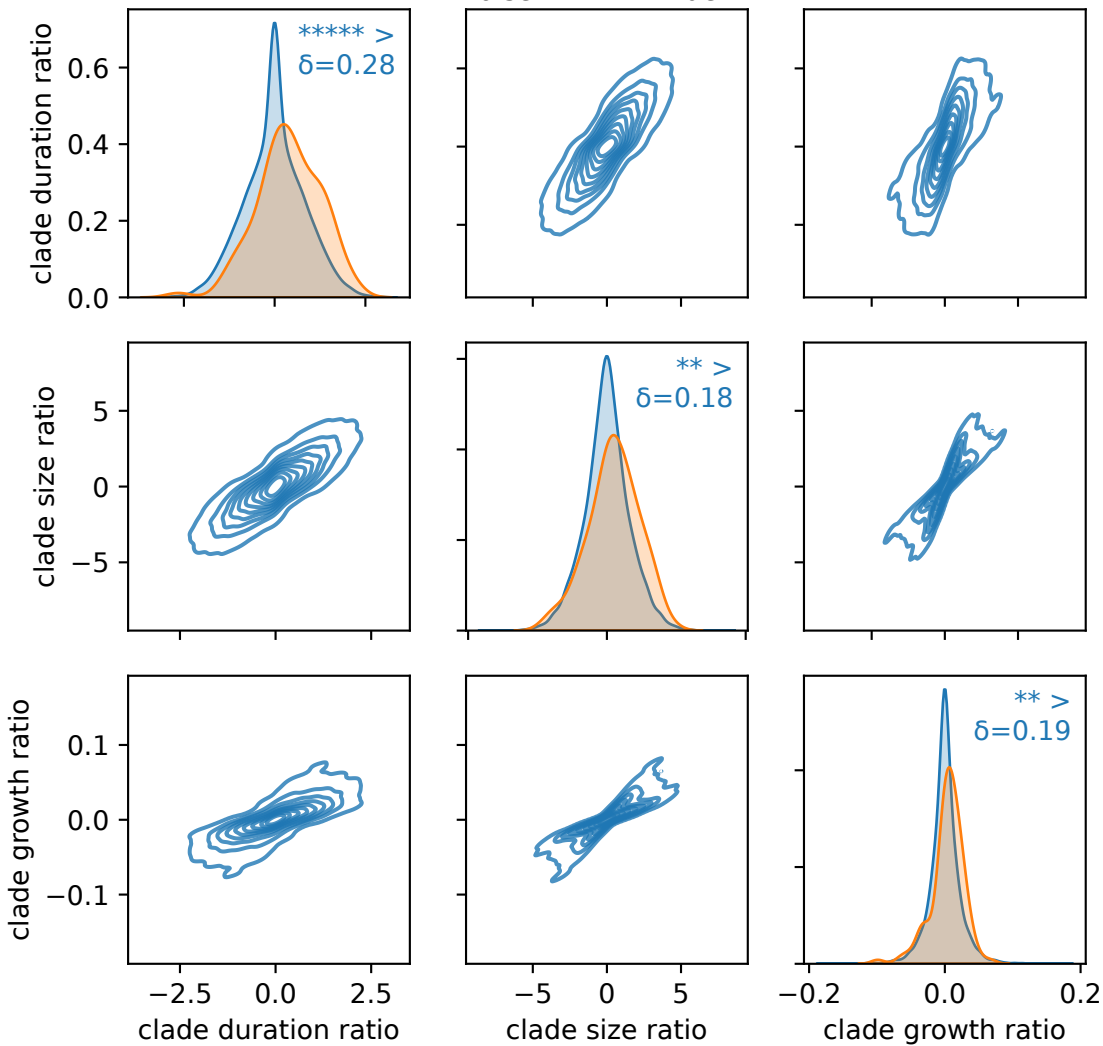 clade duration ratio
0.6
0.4
0.2
0.0
***** >
δ=0.28
clade size ratio
5
0
−5
** >
δ=0.18
clade growth ratio
0.1
0.0
−0.1
** >
δ=0.19
−2.5 0.0 2.5
−5 0 5
−0.2 0.0 0.2
clade duration ratio
clade size ratio
clade growth ratio